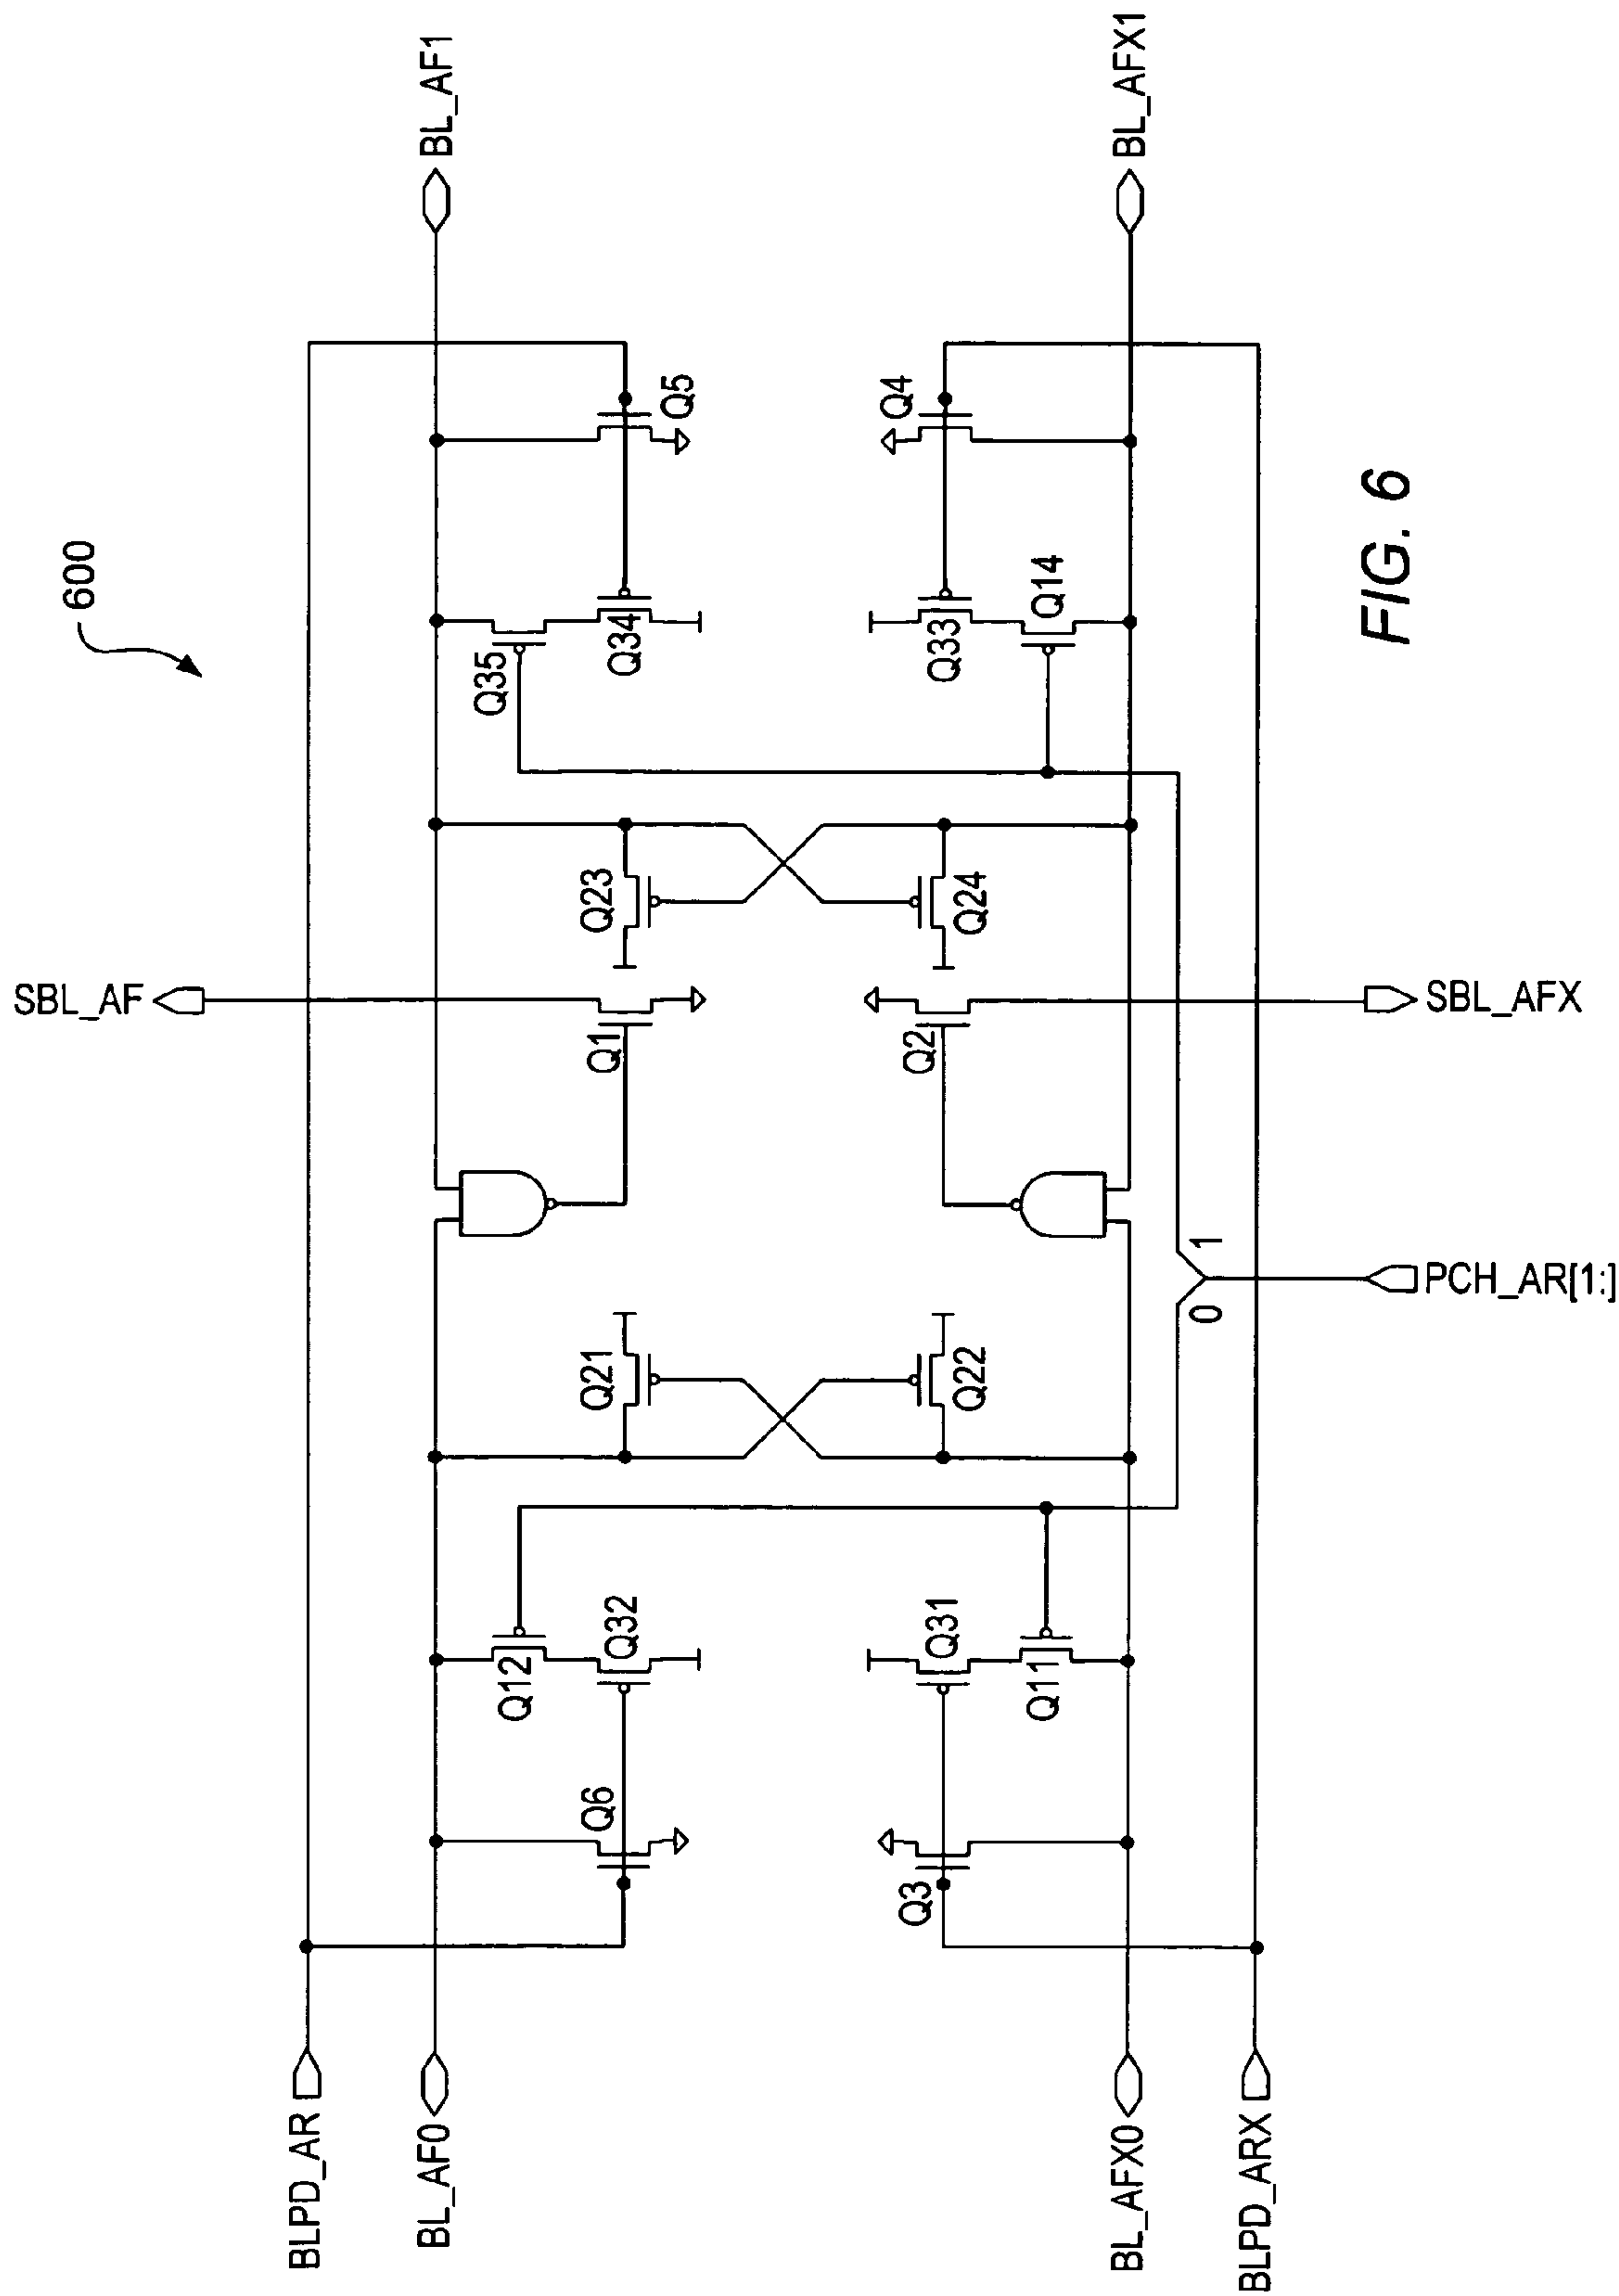 600
BL_AF1
BL_AFX1
Q5
Q4
Q35
Q34
Q33
Q14
FIG. 6
Q23
Q24
SBL_AF
Q1
Q2
SBL_AFX
1
0
PCH_AR[1:]
Q21
Q22
Q12
Q32
Q31
Q11
Q6
Q3
BLPD_AR
BL_AF0
BL_AFX0
BLPD_ARX